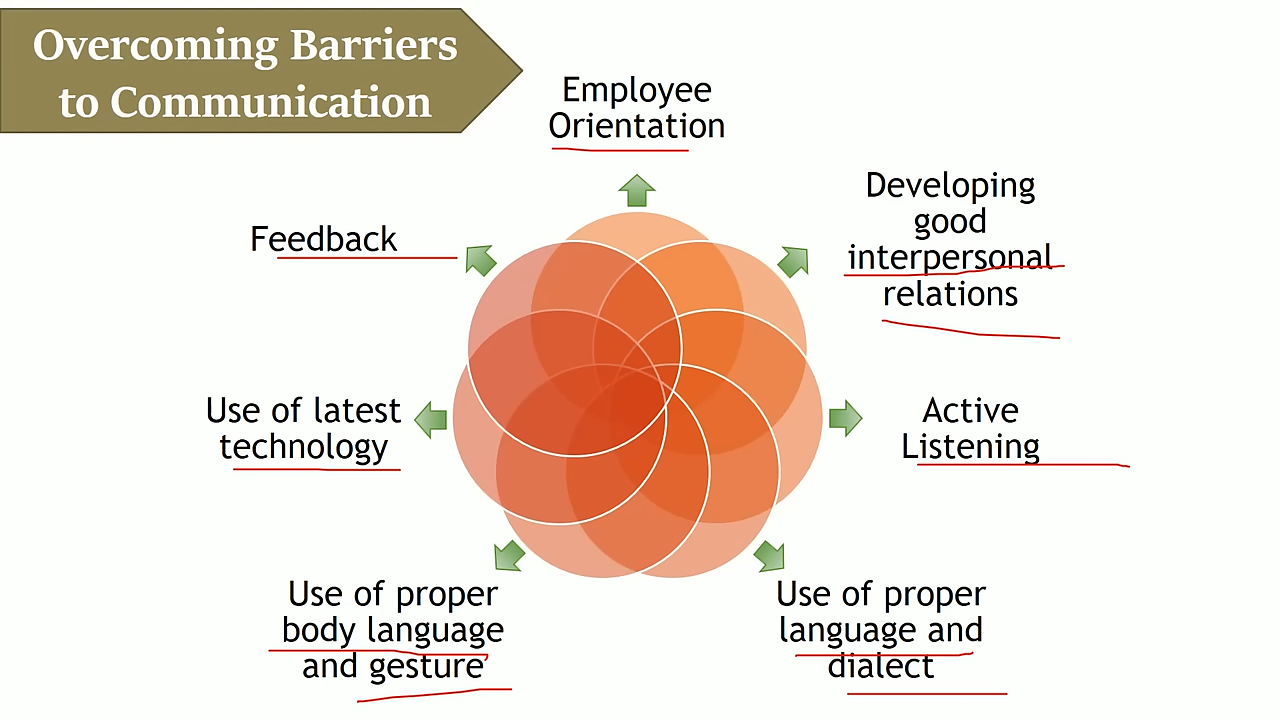 Overcoming Barriers
to Communication
Employee
Orientation
Developing
good
interpersonal
relations
Active
Listening
Use of proper
language and
dialect
Use of proper
body language
and gesture
Use of latest
technology
Feedback